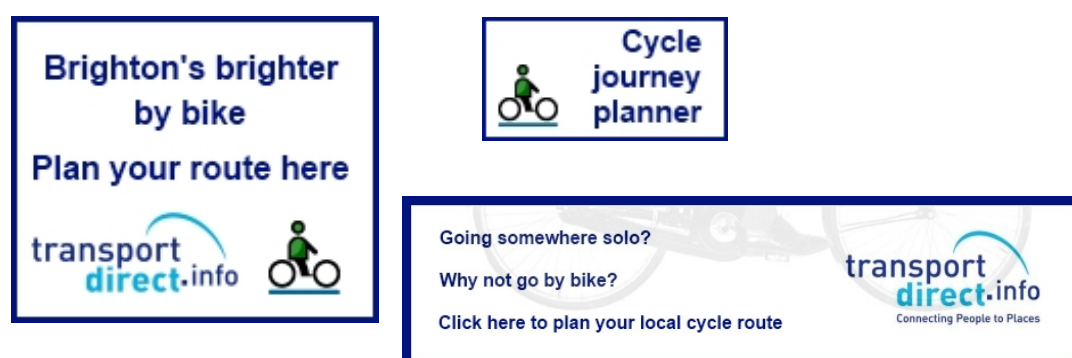 Brighton's brighter
by bike
Plan your route here
transport
direct.info
Cycle
journey
planner
Going somewhere solo?
Why not go by bike?
Click here to plan your local cycle route
transport
direct.info
Connecting People to Places